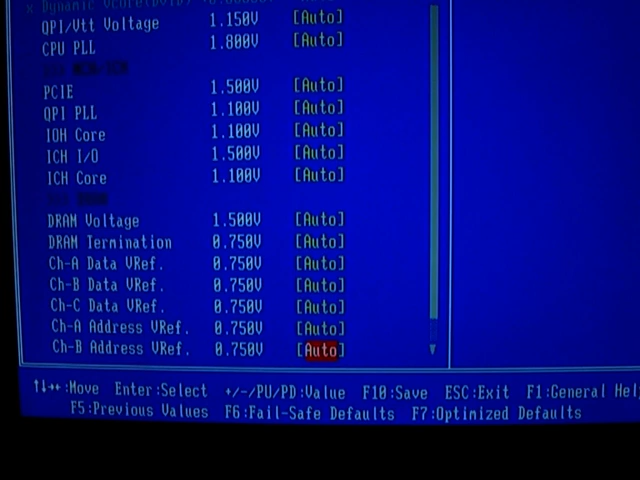 x Dynamic Vcore(DVID) [Auto]
QPI/Vtt Voltage 1.150V [Auto]
CPU PLL 1.800V [Auto]
PCIE 1.500V [Auto]
QPI PLL 1.100V [Auto]
IOH Core 1.100V [Auto]
ICH I/O 1.500V [Auto]
ICH Core 1.100V [Auto]
DRAM Voltage 1.500V [Auto]
DRAM Termination 0.750V [Auto]
Ch-A Data VRef. 0.750V [Auto]
Ch-B Data VRef. 0.750V [Auto]
Ch-C Data VRef. 0.750V [Auto]
Ch-A Address VRef. 0.750V [Auto]
Ch-B Address VRef. 0.750V [Auto]
↑↓→←:Move Enter:Select +/-/PU/PD:Value F10:Save ESC:Exit F1:General Hel
F5:Previous Values F6:Fail-Safe Defaults F7:Optimized Defaults